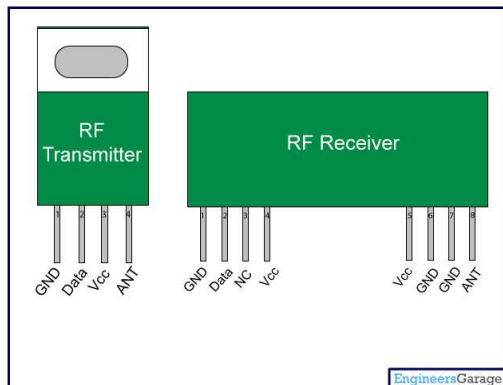 RF
Transmitter
RF Receiver
1 2 3 4
GND Data Vcc ANT
1 2 3 4 5 6 7 8
GND Data NC Vcc Vcc GND GND ANT
EngineersGarage